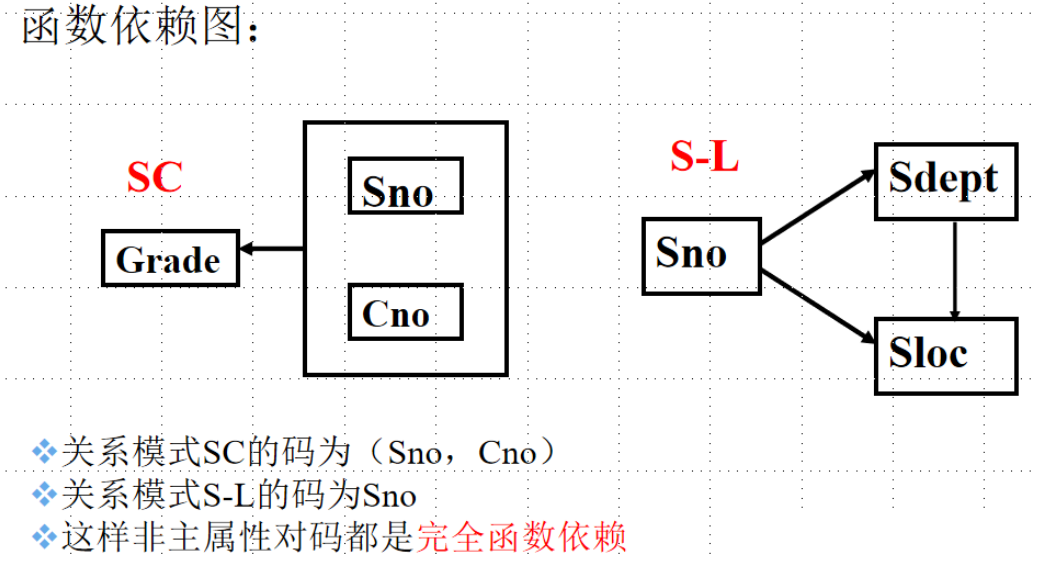 函数依赖图：
SC
Sno
Grade
Cno
S-L
Sdept
Sno
Sloc
❖关系模式SC的码为（Sno，Cno）
❖关系模式S-L的码为Sno
❖这样非主属性对码都是完全函数依赖